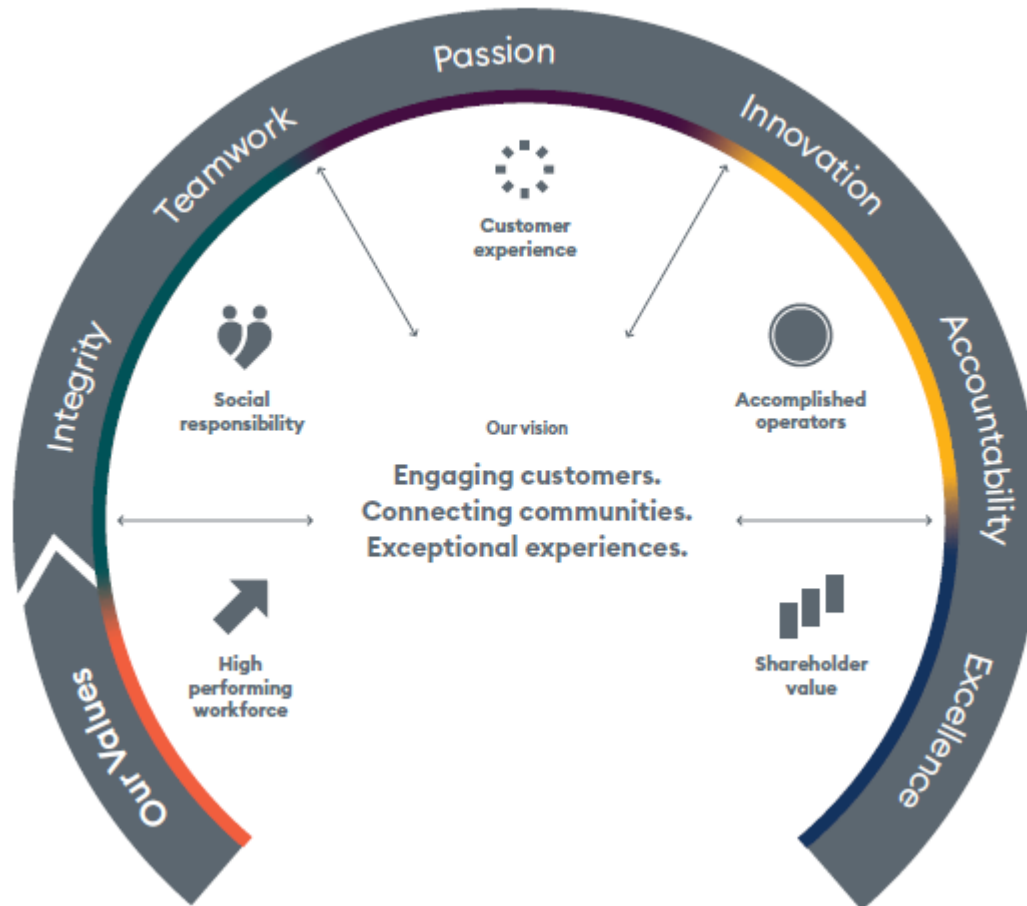 Our Values
Integrity
Teamwork
Passion
Innovation
Accountability
Excellence
Customer
experience
Social
responsibility
Accomplished
operators
Our vision
Engaging customers.
Connecting communities.
Exceptional experiences.
High
performing
workforce
Shareholder
value